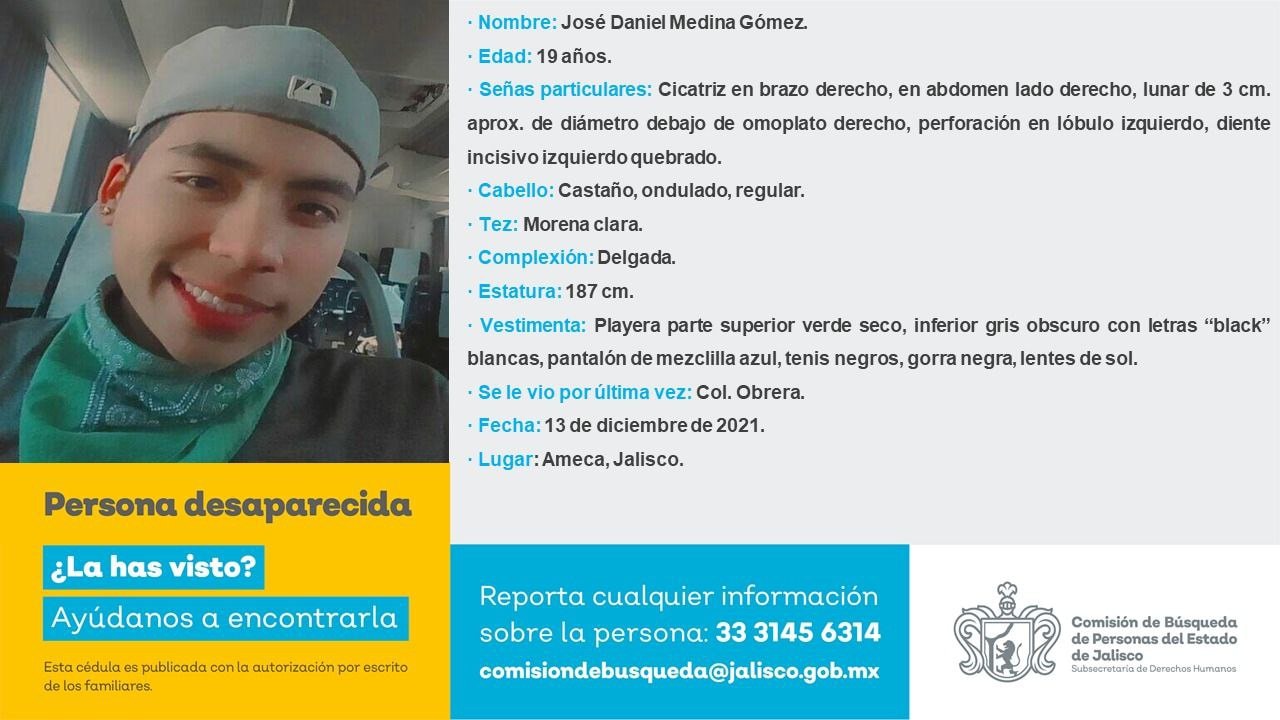 · Nombre: José Daniel Medina Gómez.
· Edad: 19 años.
· Señas particulares: Cicatriz en brazo derecho, en abdomen lado derecho, lunar de 3 cm.
aprox. de diámetro debajo de omoplato derecho, perforación en lóbulo izquierdo, diente
incisivo izquierdo quebrado.
· Cabello: Castaño, ondulado, regular.
· Tez: Morena clara.
· Complexión: Delgada.
· Estatura: 187 cm.
· Vestimenta: Playera parte superior verde seco, inferior gris obscuro con letras “black”
blancas, pantalón de mezclilla azul, tenis negros, gorra negra, lentes de sol.
· Se le vio por última vez: Col. Obrera.
· Fecha: 13 de diciembre de 2021.
· Lugar: Ameca, Jalisco.
Persona desaparecida
¿La has visto?
Ayúdanos a encontrarla
Esta cédula es publicada con la autorización por escrito
de los familiares.
Reporta cualquier información
sobre la persona: 33 3145 6314
comisiondebusqueda@jalisco.gob.mx
Comisión de Búsqueda
de Personas del Estado
de Jalisco
Subsecretaría de Derechos Humanos